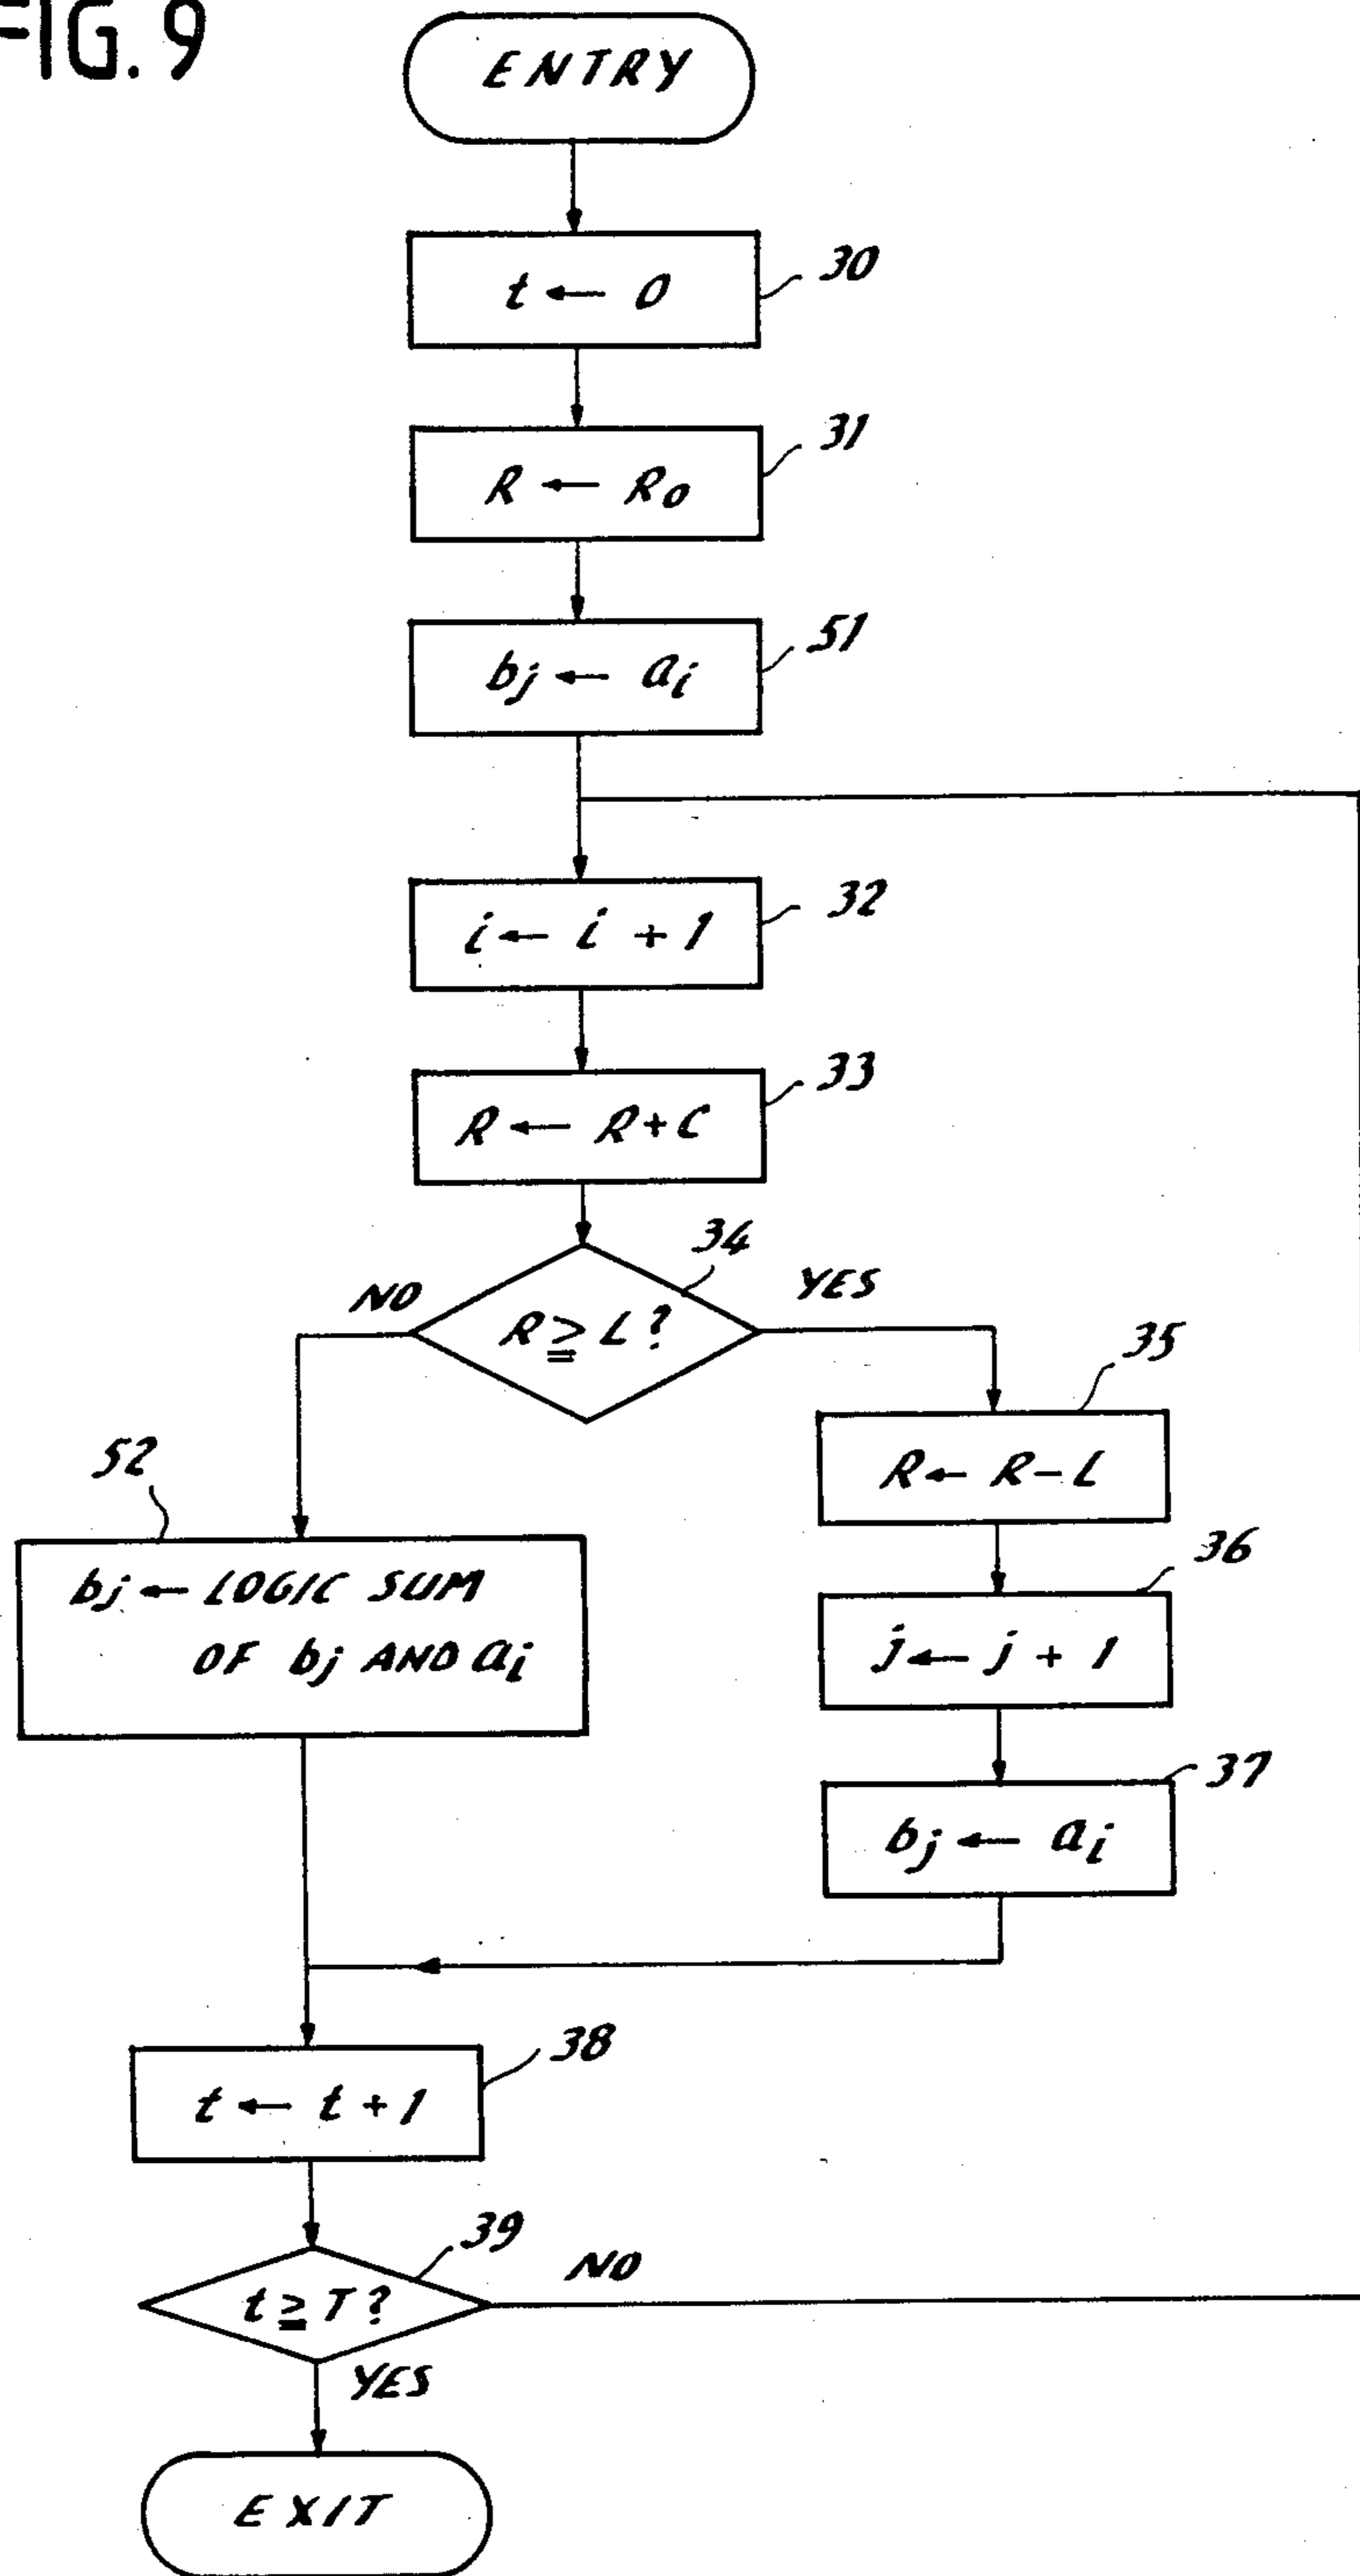 FIG. 9
ENTRY
t ← 0
30
R ← R₀
31
bj ← ai
51
i ← i + 1
32
R ← R + C
33
34
NO
YES
R ≧ L?
35
R ← R − L
52
bj ← LOGIC SUM
OF bj AND ai
36
j ← j + 1
37
bj ← ai
38
t ← t + 1
39
t ≧ T?
NO
YES
EXIT